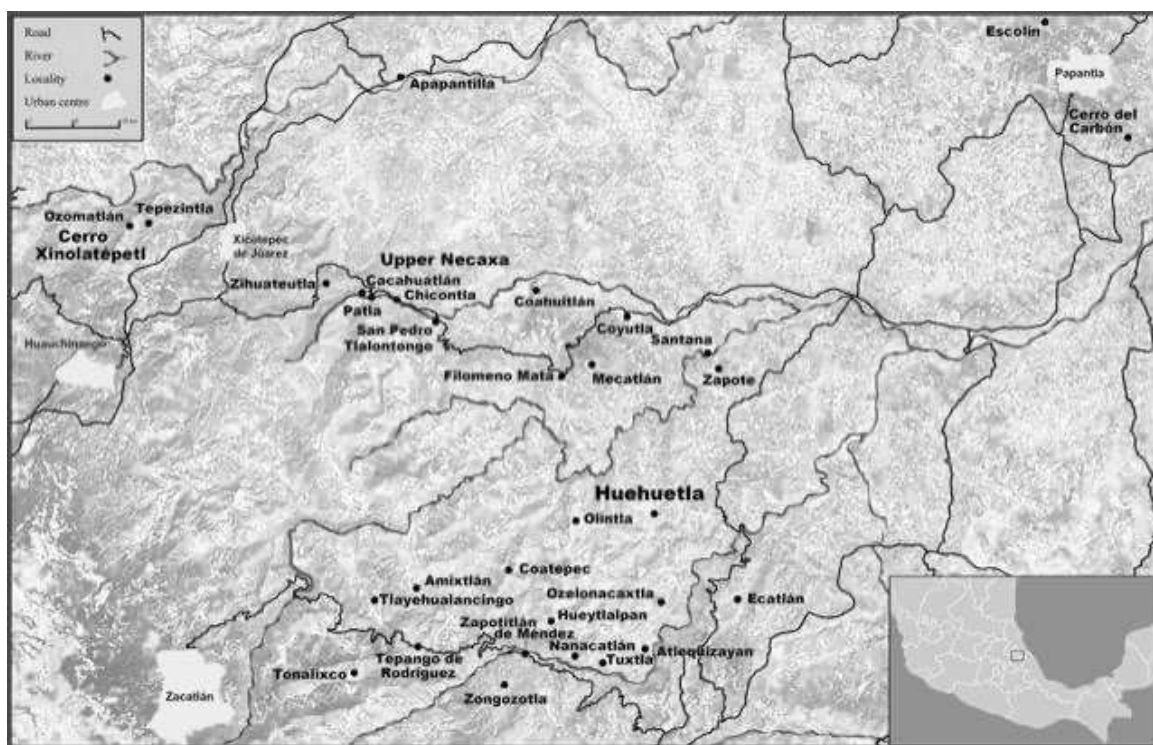 Road
River
Locality
Urban centre
Escolín
Papantla
Apapantilla
Cerro del
Carbón
Ozomatlán
Tepezintla
Cerro
Xinolatépetl
Xicotepec
de Júarez
Upper Necaxa
Zihuateutla
Cacahuatlán
Chicontla
Patla
Coahuitlán
San Pedro
Tlalontongo
Coyutla
Santana
Huauchinango
Filomeno Mata
Mecatlán
Zapote
Huehuetla
Olintla
Coatepec
Amixtlán
Tlayehualancingo
Ozelonacaxtla
Ecatlán
Hueytlalpan
Zapotitlán
de Méndez
Nanacatlán
Atlequizayan
Tuxtla
Tepango de
Rodríguez
Tonalixco
Zongozotla
Zacatlán